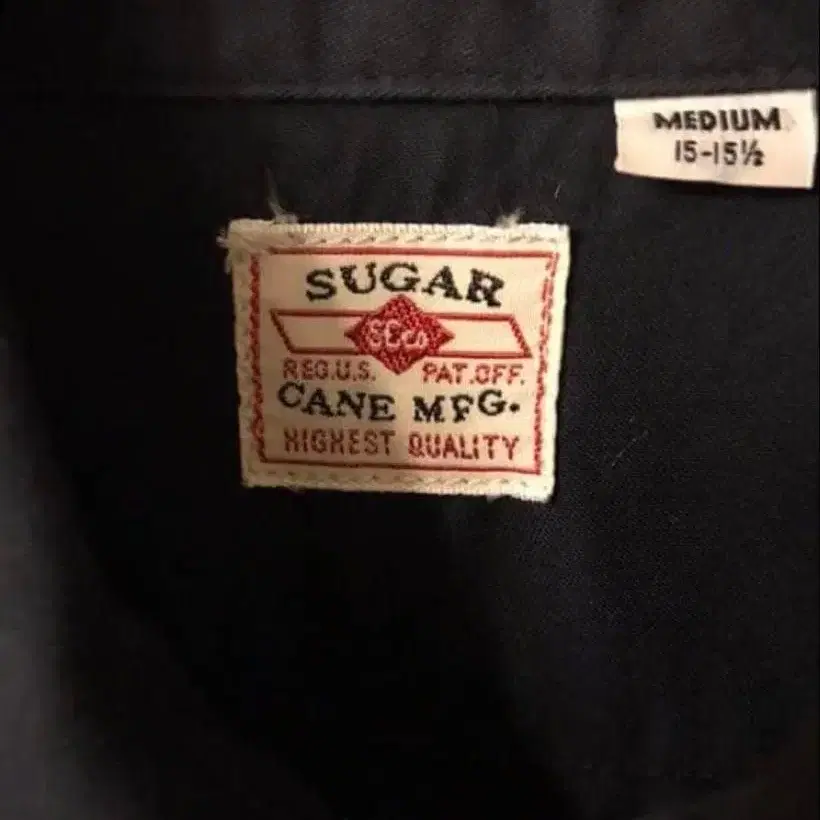 MEDIUM
15-15½
SUGAR
REG.U.S. PAT.OFF.
CANE MFG.
HIGHEST QUALITY